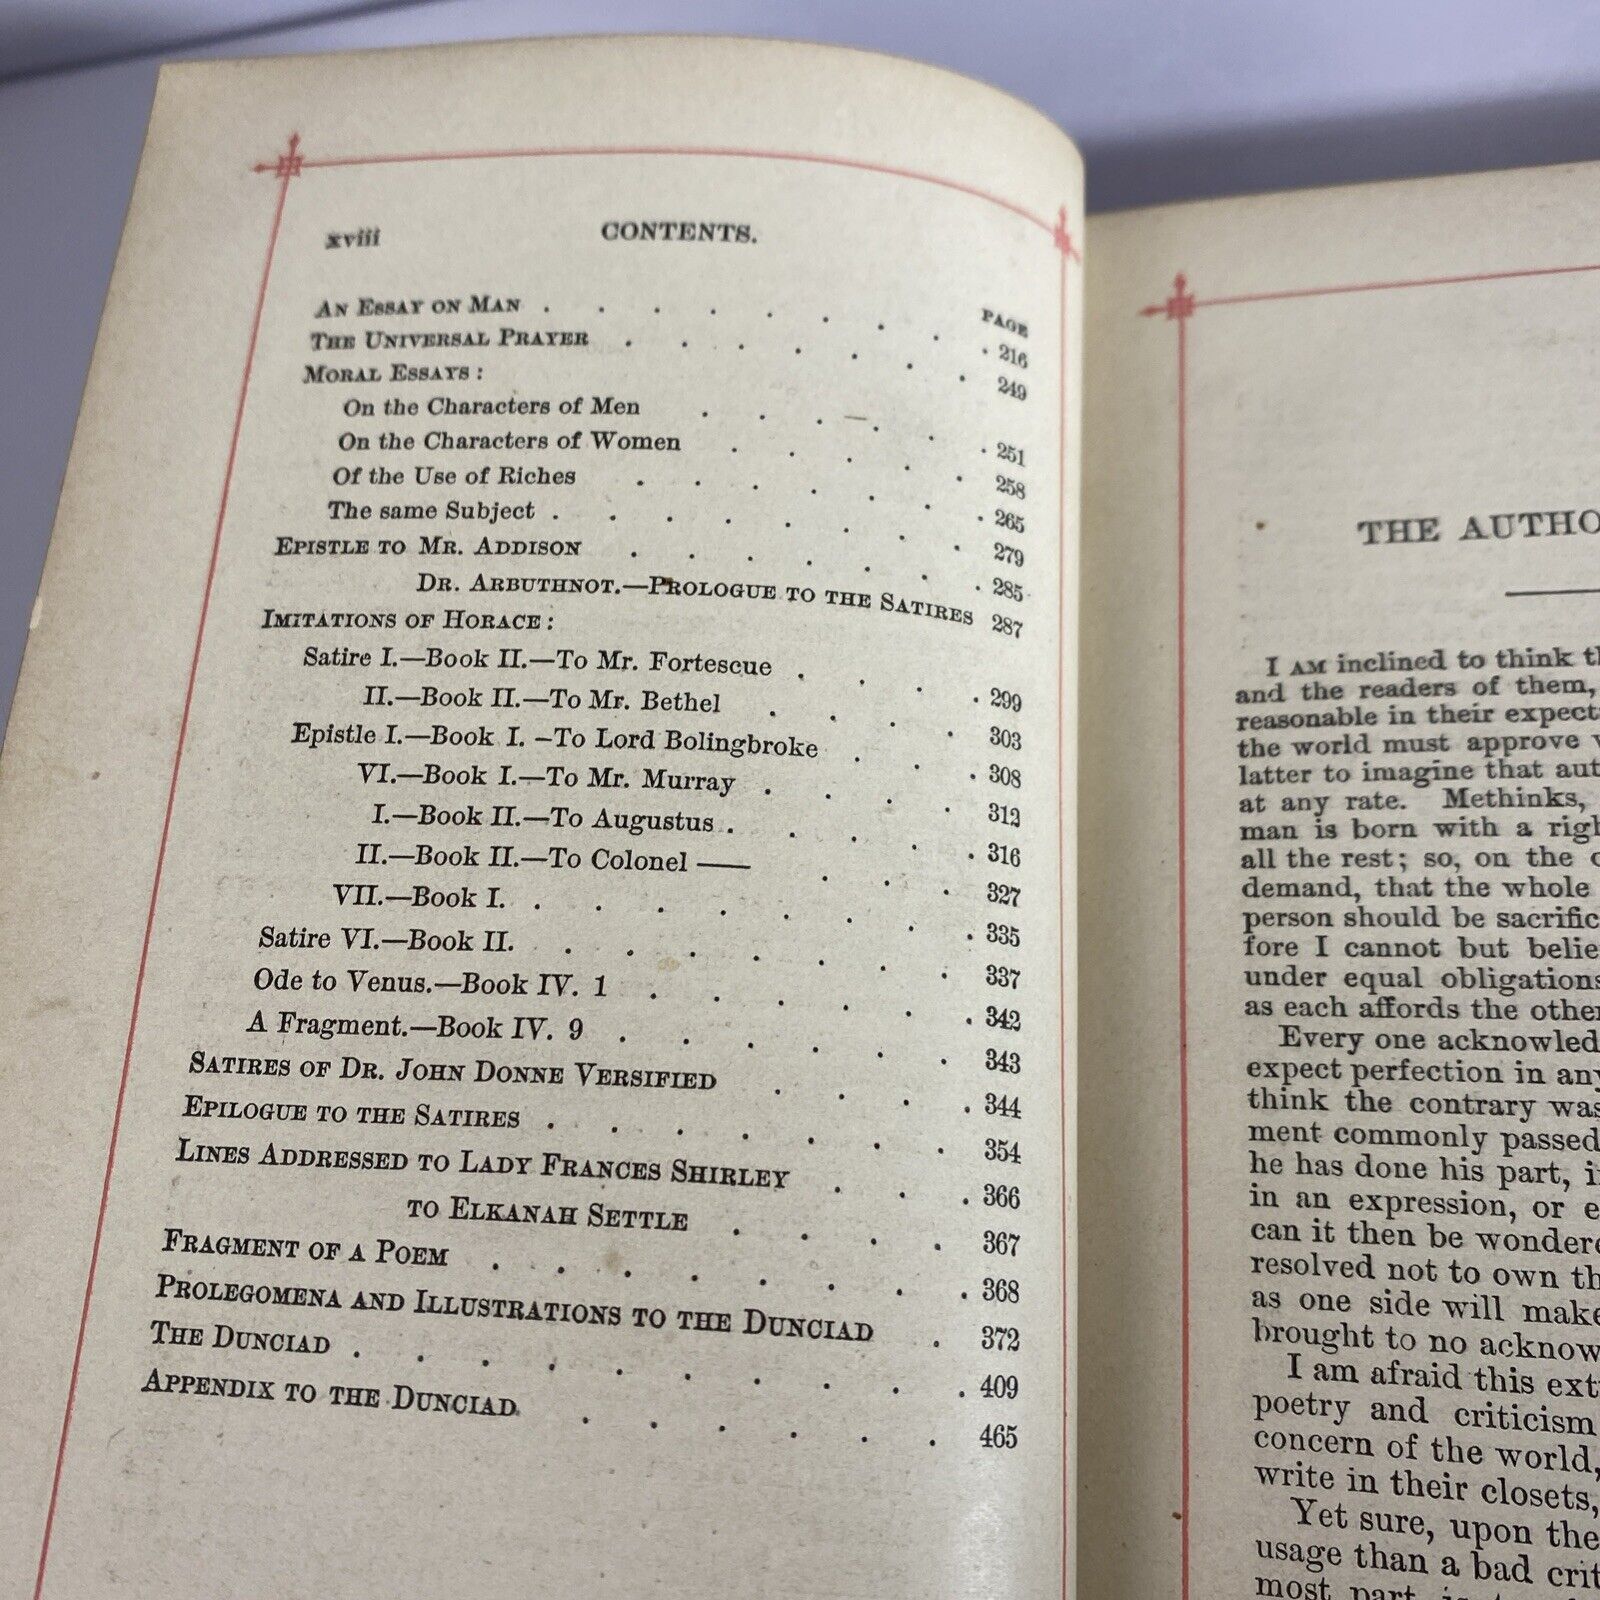 xviii CONTENTS.
PAGE
AN ESSAY ON MAN . . . . . . . . . 216
THE UNIVERSAL PRAYER . . . . . . . 249
MORAL ESSAYS :
On the Characters of Men . . . . . . 251
On the Characters of Women . . . . . 258
Of the Use of Riches . . . . . . . 265
The same Subject . . . . . . . . 279
EPISTLE TO MR. ADDISON . . . . . . . 285
DR. ARBUTHNOT.—PROLOGUE TO THE SATIRES 287
IMITATIONS OF HORACE :
Satire I.—Book II.—To Mr. Fortescue . . . . 299
II.—Book II.—To Mr. Bethel . . . . 303
Epistle I.—Book I. –To Lord Bolingbroke . . . 308
VI.—Book I.—To Mr. Murray . . . . 312
I.—Book II.—To Augustus . . . . . 316
II.—Book II.—To Colonel —— . . . 327
VII.—Book I. . . . . . . . . 335
Satire VI.—Book II. . . . . . . . 337
Ode to Venus.—Book IV. 1 . . . . . . 342
A Fragment.—Book IV. 9 . . . . . . 343
SATIRES OF DR. JOHN DONNE VERSIFIED . . . . 344
EPILOGUE TO THE SATIRES . . . . . . . 354
LINES ADDRESSED TO LADY FRANCES SHIRLEY . . . 366
TO ELKANAH SETTLE . . . . 367
FRAGMENT OF A POEM . . . . . . . . 368
PROLEGOMENA AND ILLUSTRATIONS TO THE DUNCIAD . 372
THE DUNCIAD . . . . . . . . . . 409
APPENDIX TO THE DUNCIAD . . . . . . 465
THE AUTHO
I AM inclined to think th
and the readers of them,
reasonable in their expect
the world must approve
latter to imagine that aut
at any rate. Methinks,
man is born with a righ
all the rest; so, on the
demand, that the whole
person should be sacrific
fore I cannot but belie
under equal obligations
as each affords the other
Every one acknowled
expect perfection in any
think the contrary was
ment commonly passed
he has done his part, i
in an expression, or e
can it then be wondere
resolved not to own th
as one side will make
brought to no acknow
I am afraid this ext
poetry and criticism
concern of the world,
write in their closets,
Yet sure, upon the
usage than a bad crit
most part